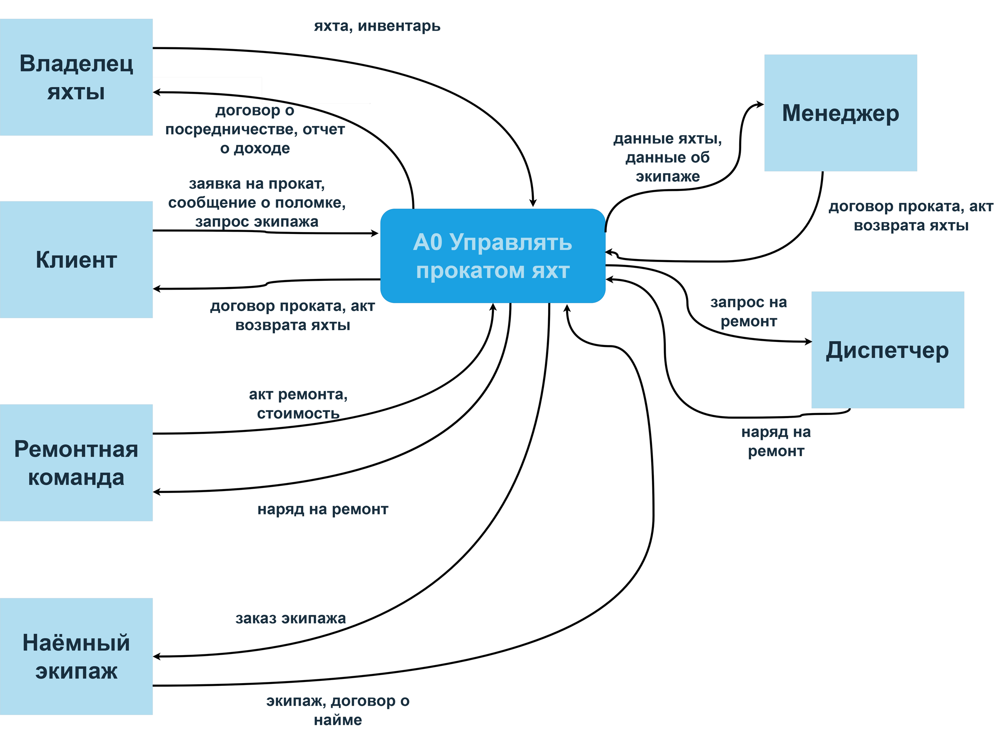 яхта, инвентарь
Владелец
яхты
договор о
посредничестве, отчет
о доходе
Менеджер
данные яхты,
данные об
экипаже
заявка на прокат,
сообщение о поломке,
запрос экипажа
договор проката, акт
возврата яхты
Клиент
А0 Управлять
прокатом яхт
договор проката, акт
возврата яхты
запрос на
ремонт
Диспетчер
акт ремонта,
стоимость
Ремонтная
команда
наряд на
ремонт
наряд на ремонт
заказ экипажа
Наёмный
экипаж
экипаж, договор о
найме